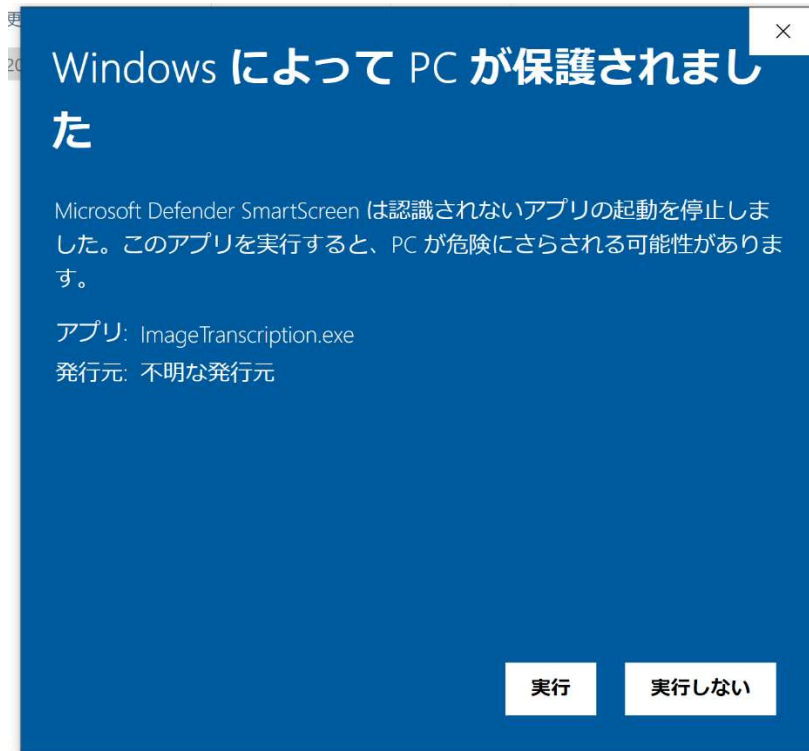 更
20
Windows によって PC が保護されまし
た
Microsoft Defender SmartScreen は認識されないアプリの起動を停止しま
した。このアプリを実行すると、PC が危険にさらされる可能性がありま
す。
アプリ: ImageTranscription.exe
発行元: 不明な発行元
実行
実行しない